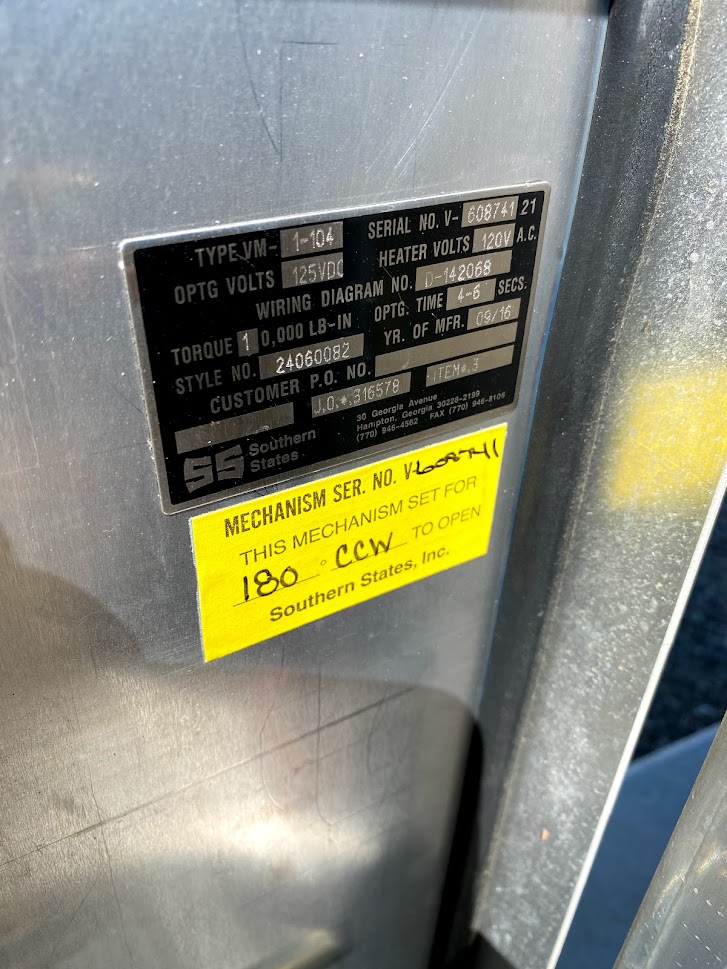 TYPE VM- 1-104 SERIAL NO. V- 608741 21
OPTG VOLTS 125VDC HEATER VOLTS 120V A.C.
WIRING DIAGRAM NO. D-142068
TORQUE 10,000 LB-IN OPTG. TIME 4-6 SECS.
STYLE NO. 24060082 YR. OF MFR. 09/16
CUSTOMER P.O. NO.
J.O.#.316578 ITEM#.3
SS Southern States
30 Georgia Avenue
Hampton, Georgia 30228-2199
(770) 946-4562 FAX (770) 946-8106
MECHANISM SER. NO. V-608741
THIS MECHANISM SET FOR
180 ° CCW TO OPEN
Southern States, Inc.